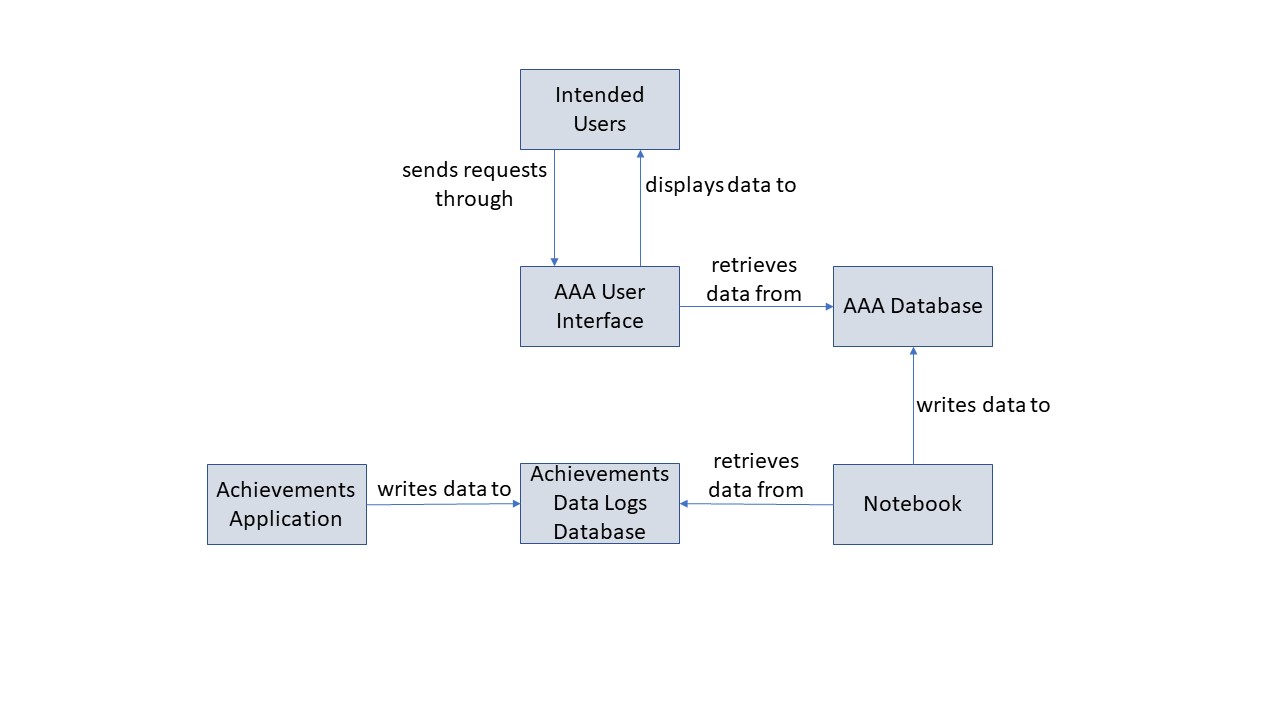 Intended
Users
sends requests
through
displays data to
AAA User
Interface
retrieves
data from
AAA Database
writes data to
Achievements
Application
writes data to
Achievements
Data Logs
Database
retrieves
data from
Notebook